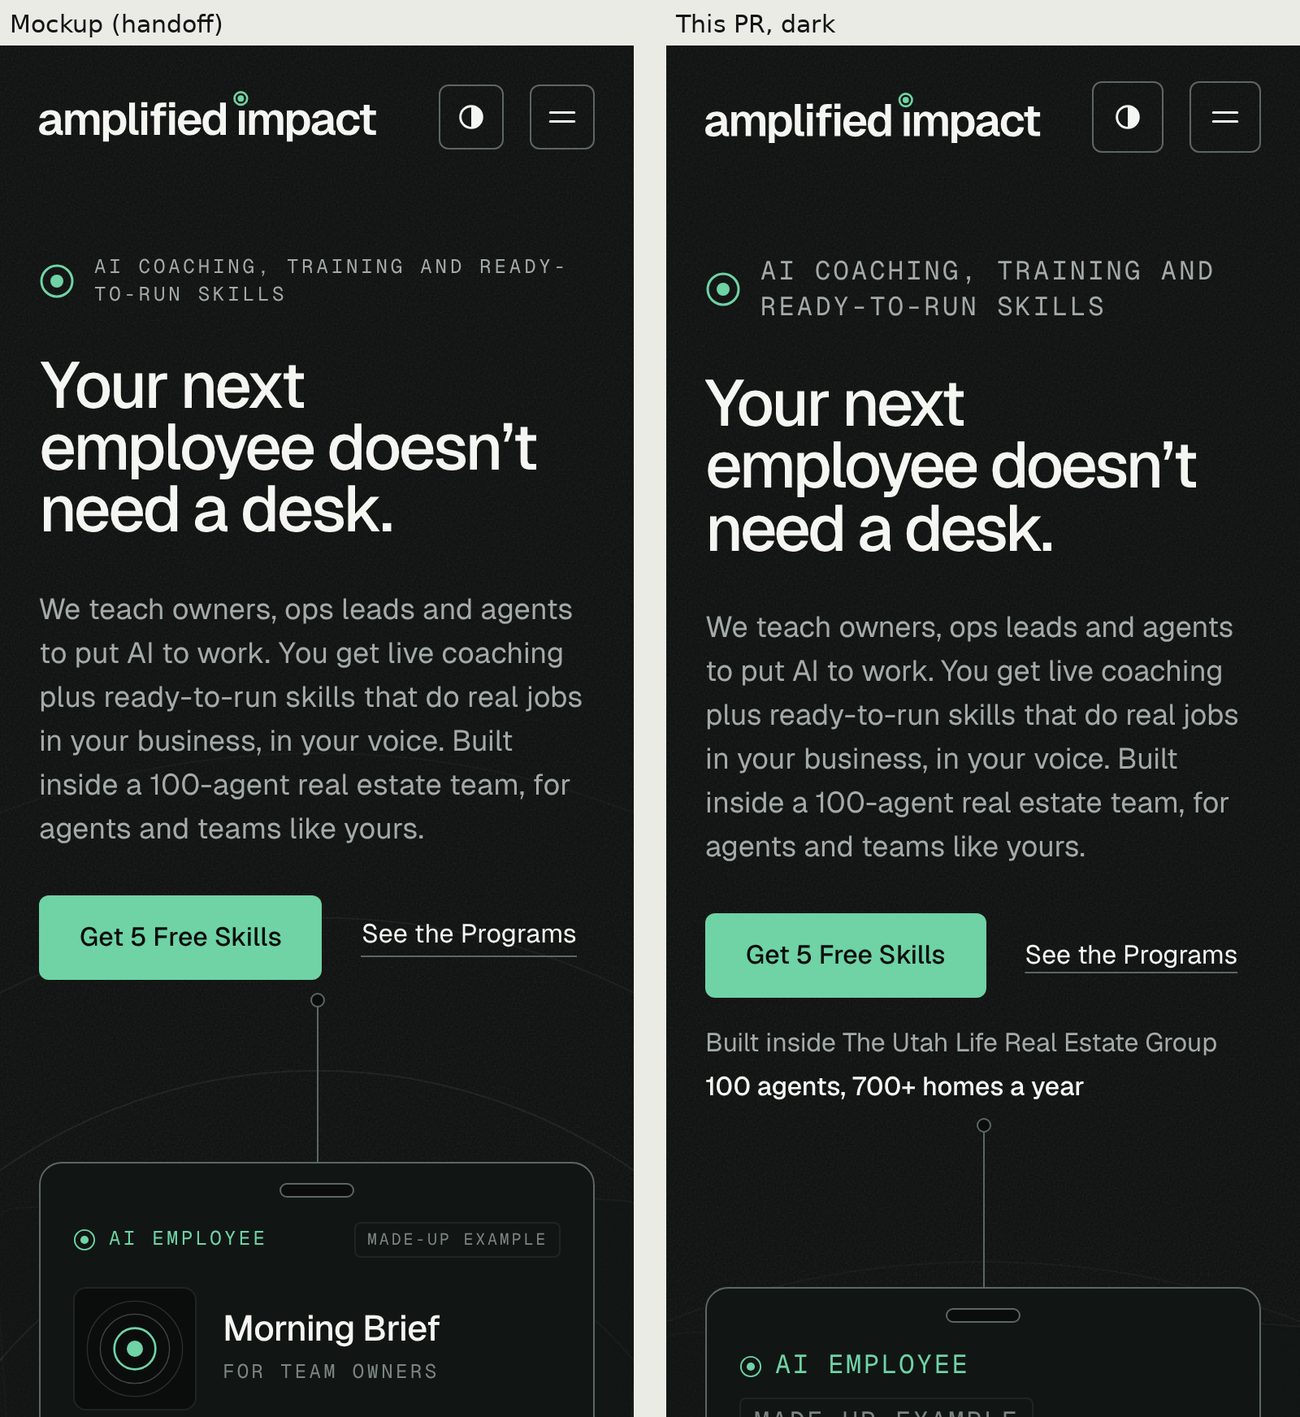 Mockup (handoff)
amplified impact
AI COACHING, TRAINING AND READY-
TO-RUN SKILLS
Your next
employee doesn’t
need a desk.
We teach owners, ops leads and agents
to put AI to work. You get live coaching
plus ready-to-run skills that do real jobs
in your business, in your voice. Built
inside a 100-agent real estate team, for
agents and teams like yours.
Get 5 Free Skills
See the Programs
AI EMPLOYEE
MADE-UP EXAMPLE
Morning Brief
FOR TEAM OWNERS
This PR, dark
amplified impact
AI COACHING, TRAINING AND
READY-TO-RUN SKILLS
Your next
employee doesn’t
need a desk.
We teach owners, ops leads and agents
to put AI to work. You get live coaching
plus ready-to-run skills that do real jobs
in your business, in your voice. Built
inside a 100-agent real estate team, for
agents and teams like yours.
Get 5 Free Skills
See the Programs
Built inside The Utah Life Real Estate Group
100 agents, 700+ homes a year
AI EMPLOYEE
MADE-UP EXAMPLE